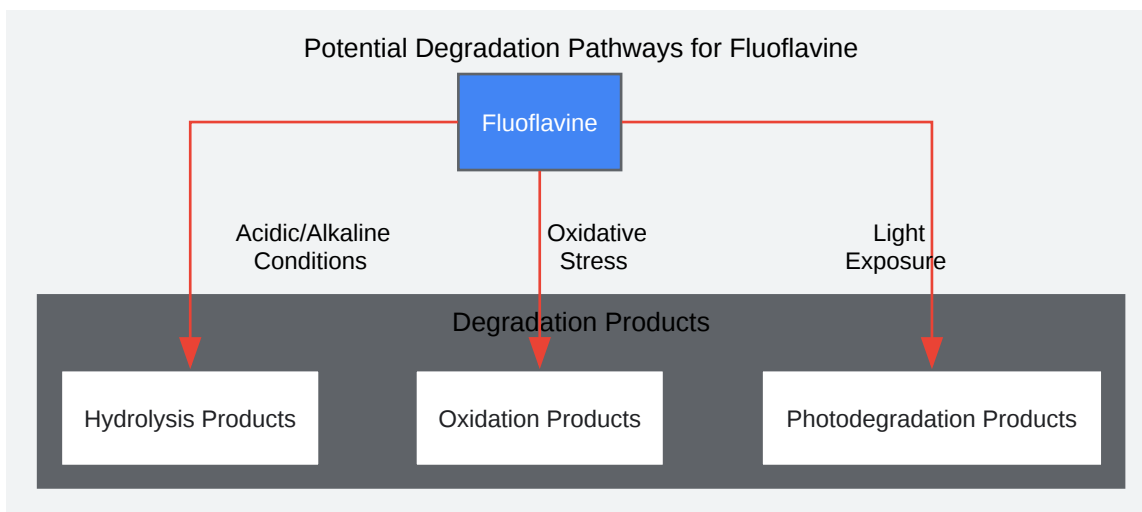 Potential Degradation Pathways for Fluoflavine
Fluoflavine
Acidic/Alkaline
Conditions
Oxidative
Stress
Light
Exposure
Degradation Products
Hydrolysis Products
Oxidation Products
Photodegradation Products